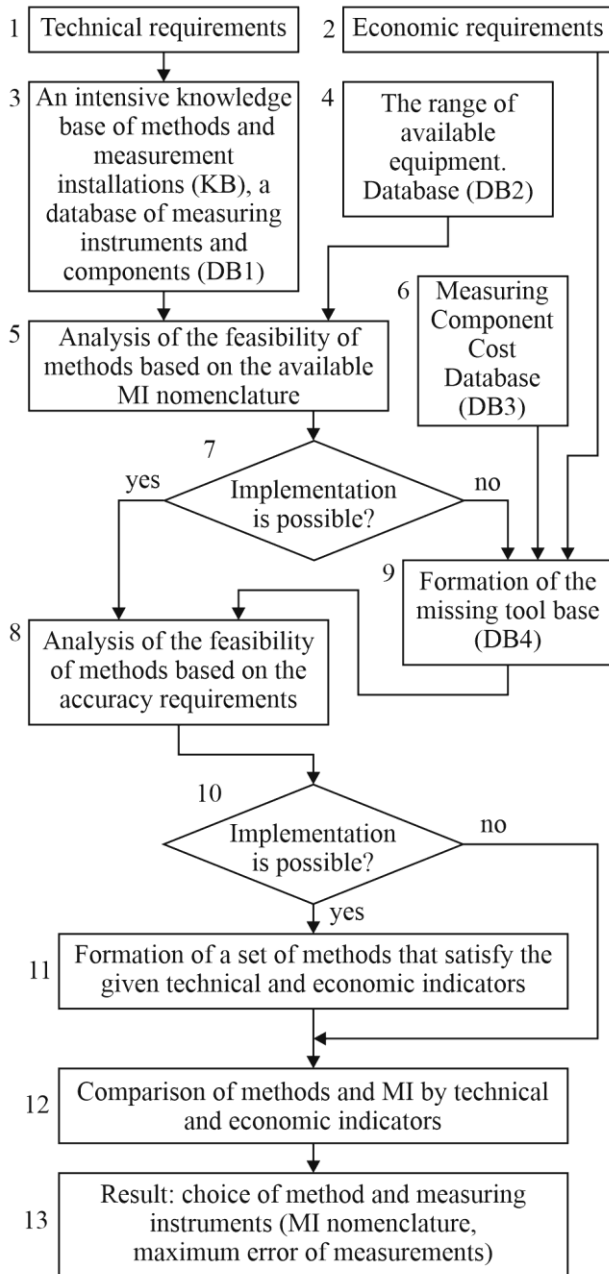 1
Technical requirements
2
Economic requirements
3
An intensive knowledge
base of methods and
measurement
installations (KB), a
database of measuring
instruments and
components (DB1)
4
The range of
available
equipment.
Database (DB2)
5
Analysis of the feasibility of
methods based on the available
MI nomenclature
6
Measuring
Component
Cost
Database
(DB3)
7
Implementation
is possible?
yes
no
8
Analysis of the feasibility
of methods based on the
accuracy requirements
9
Formation of the
missing tool base
(DB4)
10
Implementation
is possible?
no
yes
11
Formation of a set of methods that satisfy the
given technical and economic indicators
12
Comparison of methods and MI by technical
and economic indicators
13
Result: choice of method and measuring
instruments (MI nomenclature,
maximum error of measurements)